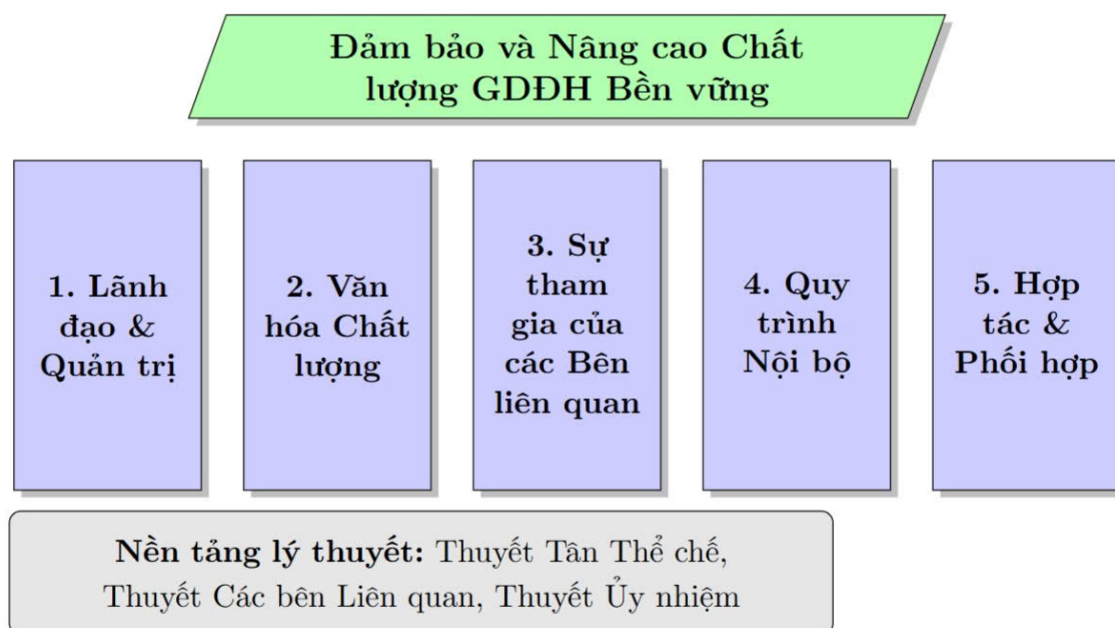 Đảm bảo và Nâng cao Chất
lượng GDĐH Bền vững
1. Lãnh
đạo &
Quản trị
2. Văn
hóa Chất
lượng
3. Sự
tham
gia của
các Bên
liên quan
4. Quy
trình
Nội bộ
5. Hợp
tác &
Phối hợp
Nền tảng lý thuyết: Thuyết Tân Thể chế,
Thuyết Các bên Liên quan, Thuyết Ủy nhiệm